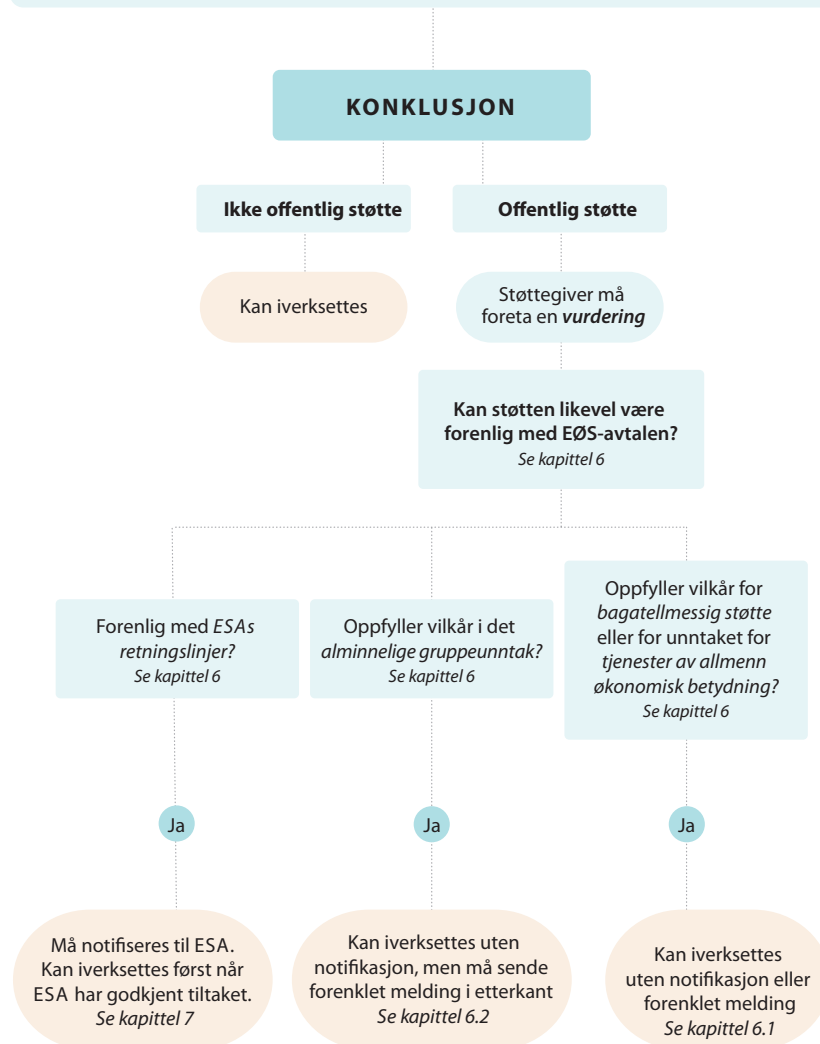 KONKLUSJON
Ikke offentlig støtte
Offentlig støtte
Kan iverksettes
Støttegiver må
foreta en vurdering
Kan støtten likevel være
forenlig med EØS-avtalen?
Se kapittel 6
Forenlig med ESAs
retningslinjer?
Se kapittel 6
Oppfyller vilkår i det
alminnelige gruppeunntak?
Se kapittel 6
Oppfyller vilkår for
bagatellmessig støtte
eller for unntaket for
tjenester av allmenn
økonomisk betydning?
Se kapittel 6
Ja
Ja
Ja
Må notifiseres til ESA.
Kan iverksettes først når
ESA har godkjent tiltaket.
Se kapittel 7
Kan iverksettes uten
notifikasjon, men må sende
forenklet melding i etterkant
Se kapittel 6.2
Kan iverksettes
uten notifikasjon eller
forenklet melding
Se kapittel 6.1